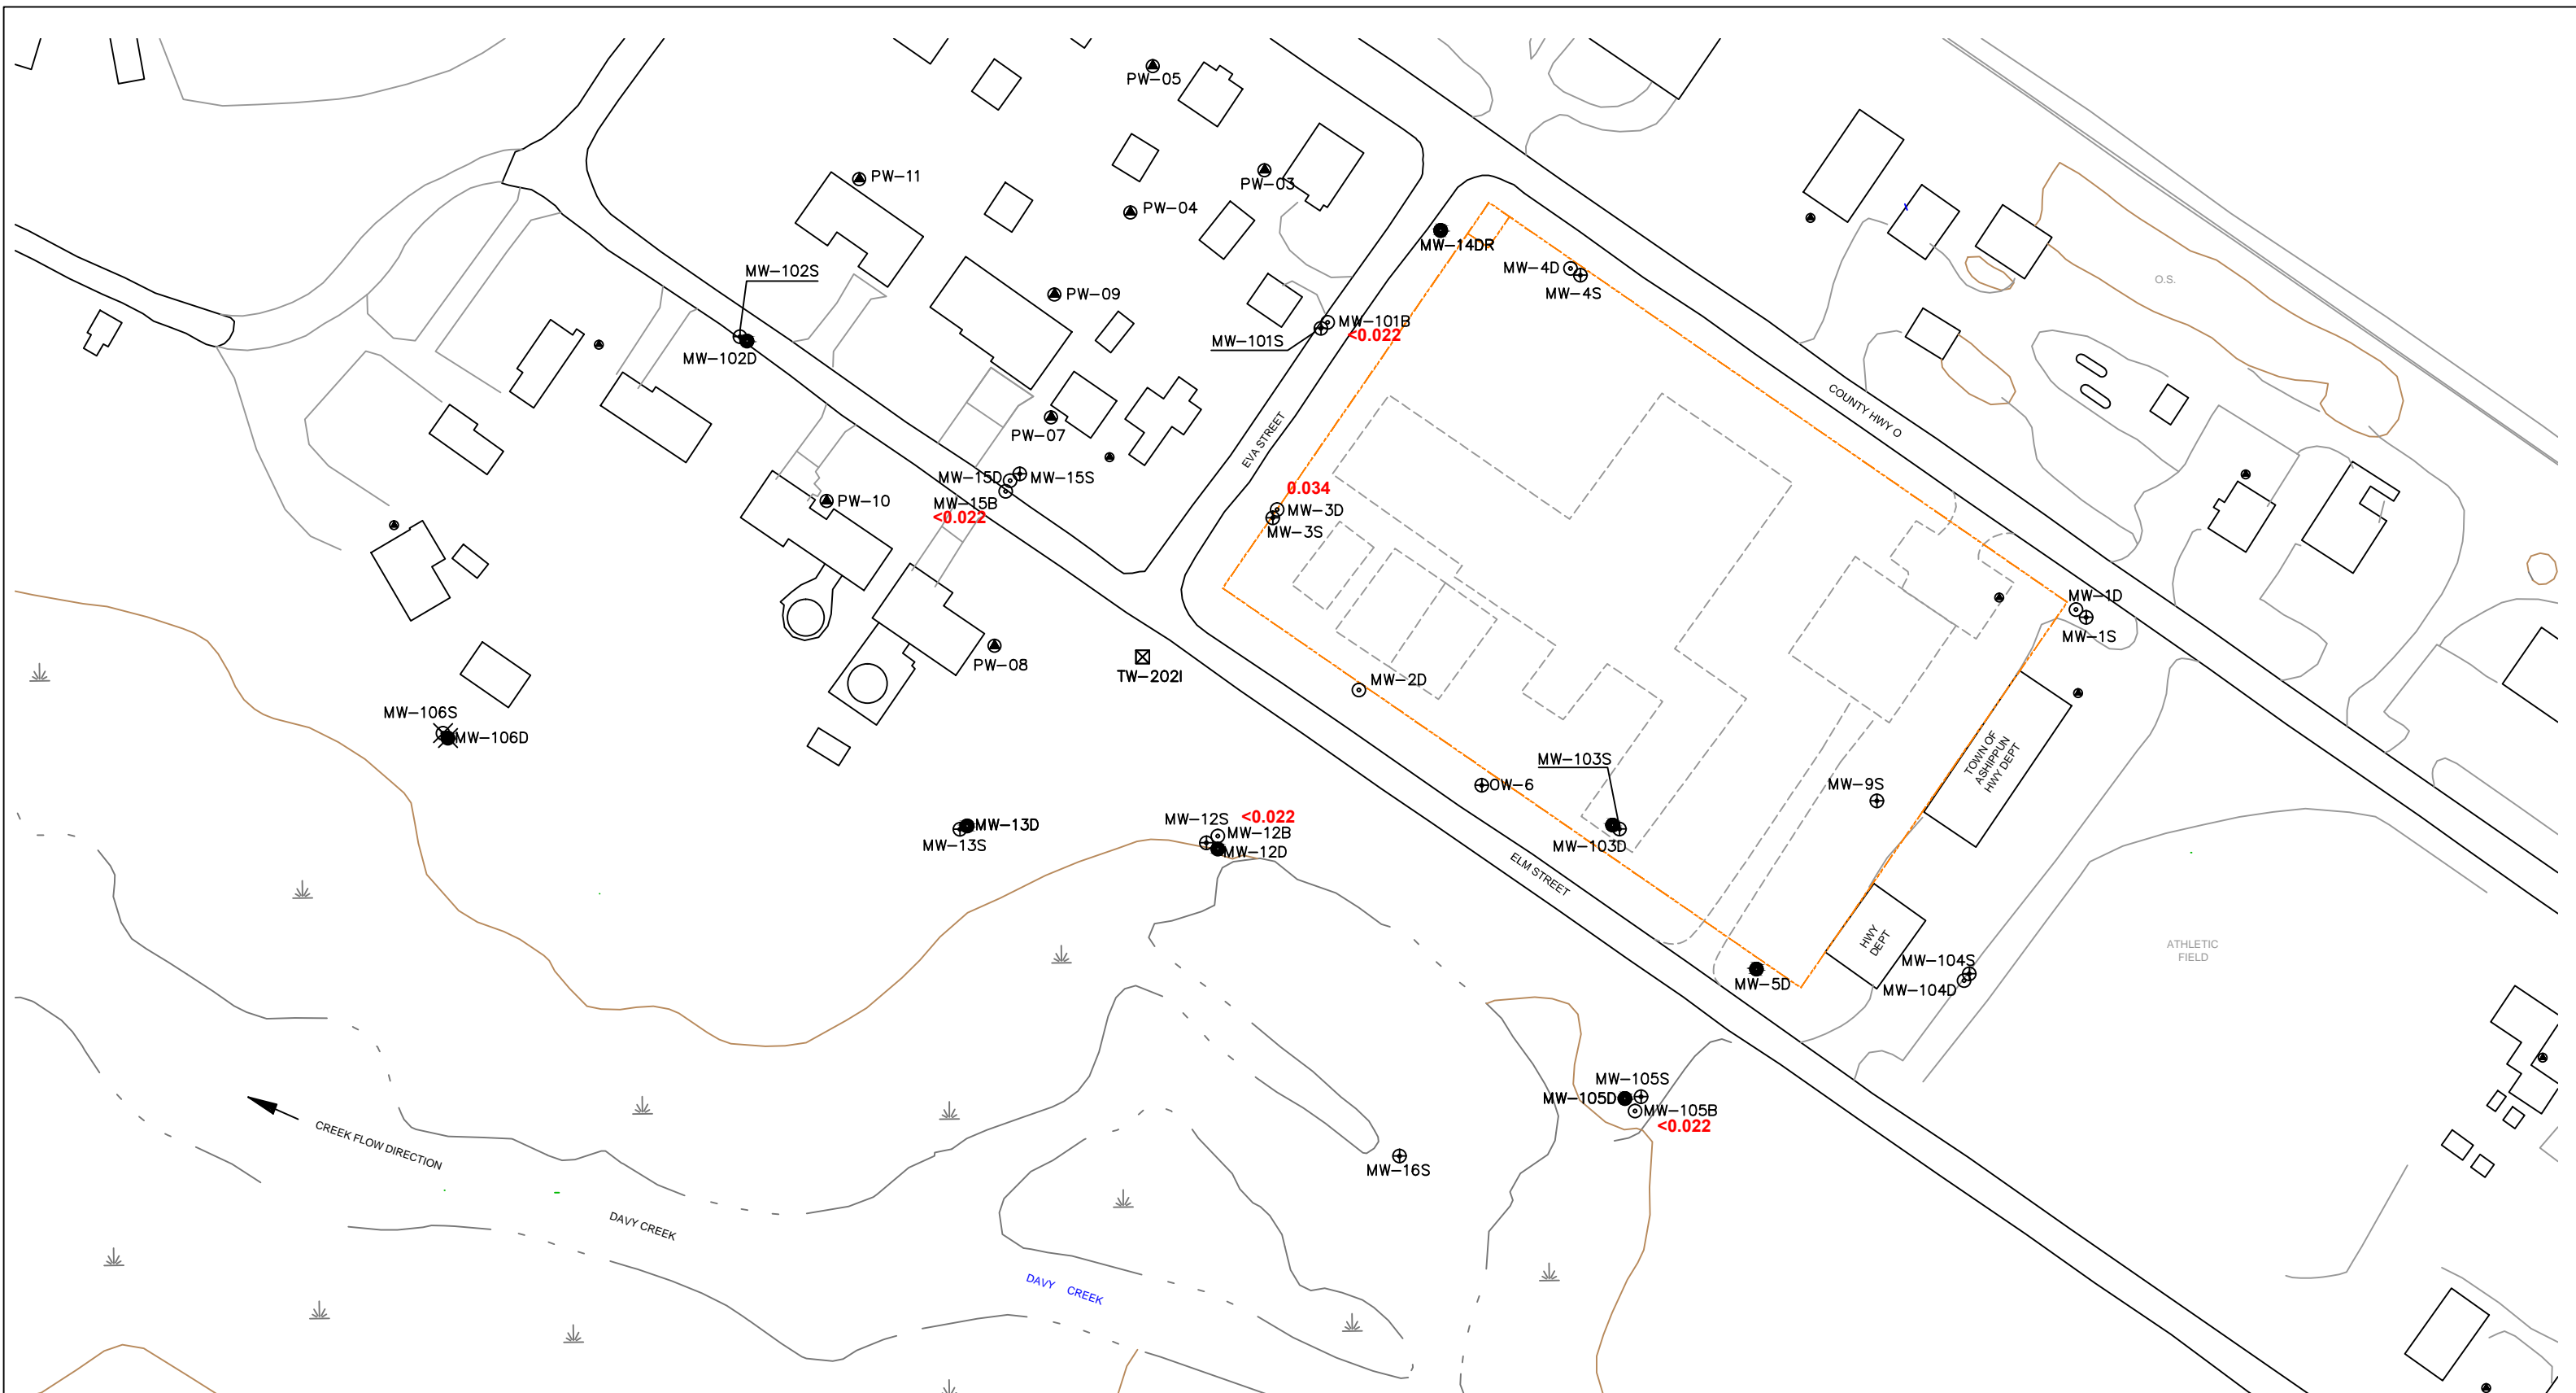 PW-05
PW-11
PW-03
PW-04
MW-14DR
MW-102S
MW-4D
MW-4S
O.S.
PW-09
MW-101B
<0.022
MW-101S
MW-102D
COUNTY HWY O
PW-07
EVA STREET
MW-15D
MW-15S
MW-15B
<0.022
PW-10
0.034
MW-3D
MW-3S
MW-1D
MW-1S
PW-08
TW-202I
MW-2D
MW-106S
MW-106D
TOWN OF
ASHIPPUN
HWY DEPT
MW-103S
OW-6
MW-9S
MW-12S
<0.022
MW-12B
MW-12D
MW-13D
MW-13S
MW-103D
ELM STREET
HWY
DEPT
ATHLETIC
FIELD
MW-5D
MW-104S
MW-104D
MW-105S
MW-105D
MW-105B
<0.022
CREEK FLOW DIRECTION
MW-16S
DAVY CREEK
DAVY CREEK